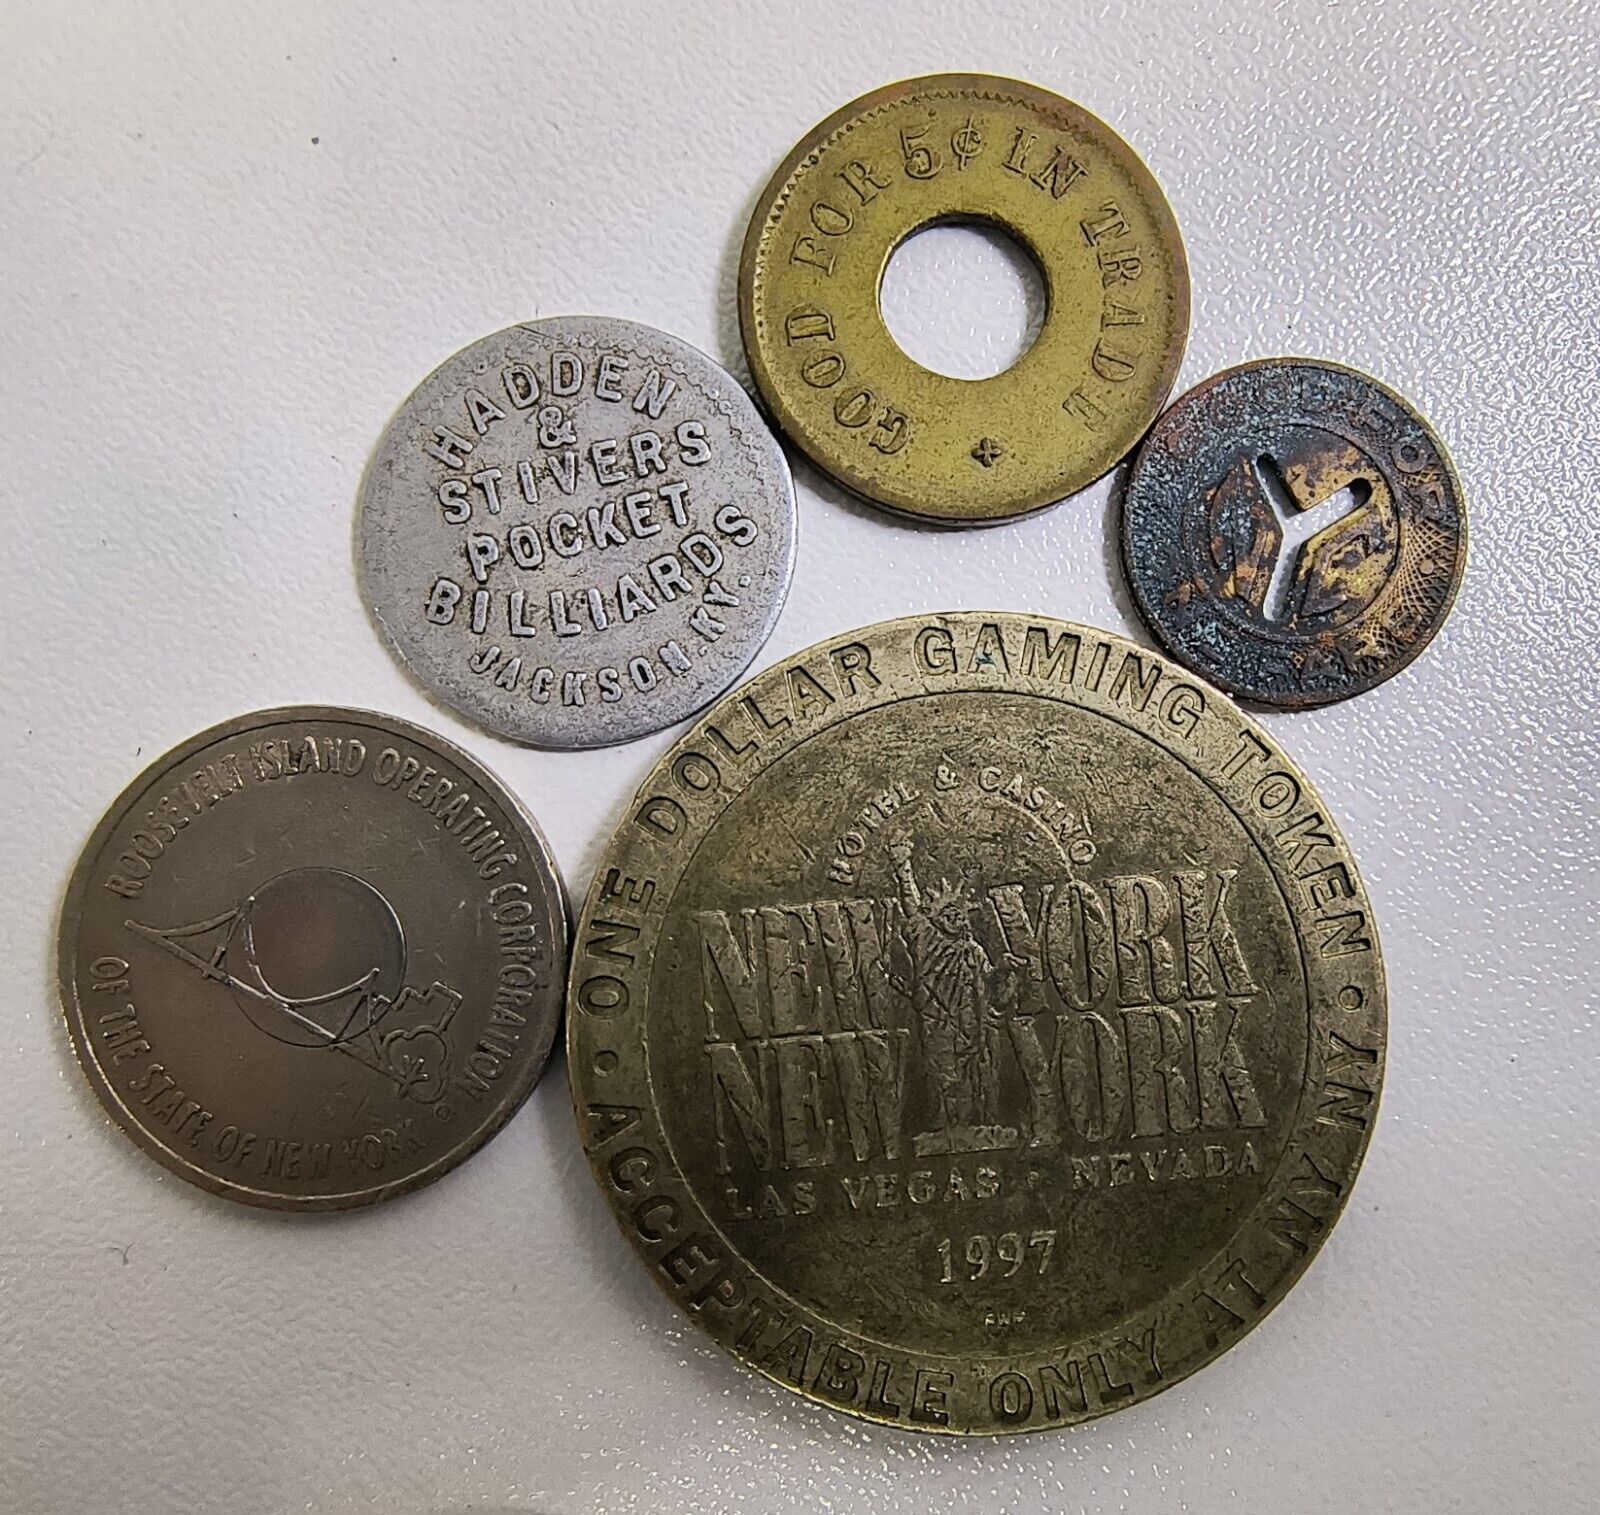 GOOD FOR 5¢ IN TRADE
HADDEN
&
STIVERS
POCKET
BILLIARDS
JACKSON. KY.
ROOSEVELT ISLAND OPERATING CORPORATION
OF THE STATE OF NEW YORK
®
ONE DOLLAR GAMING TOKEN
HOTEL & CASINO
NEW YORK
NEW YORK
LAS VEGAS • NEVADA
1997
• ACCEPTABLE ONLY AT NY NY •
N Y C